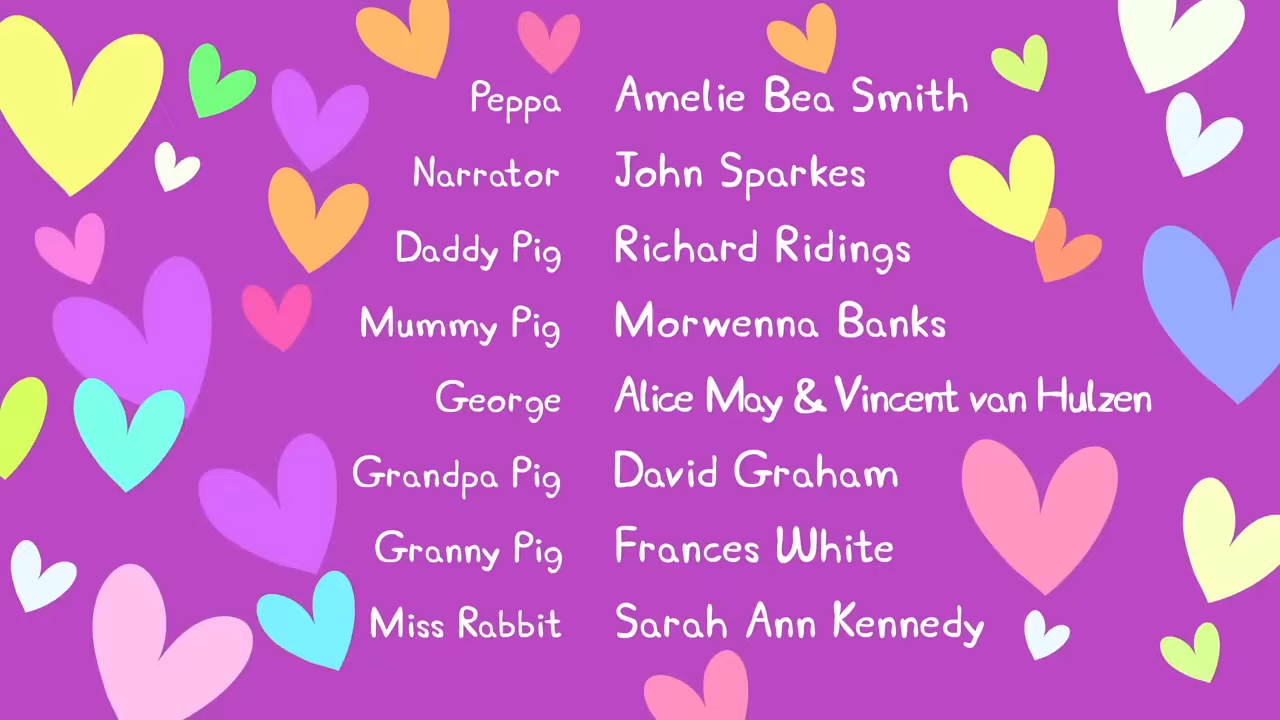 Peppa Amelie Bea Smith
Narrator John Sparkes
Daddy Pig Richard Ridings
Mummy Pig Morwenna Banks
George Alice May & Vincent van Hulzen
Grandpa Pig David Graham
Granny Pig Frances White
Miss Rabbit Sarah Ann Kennedy